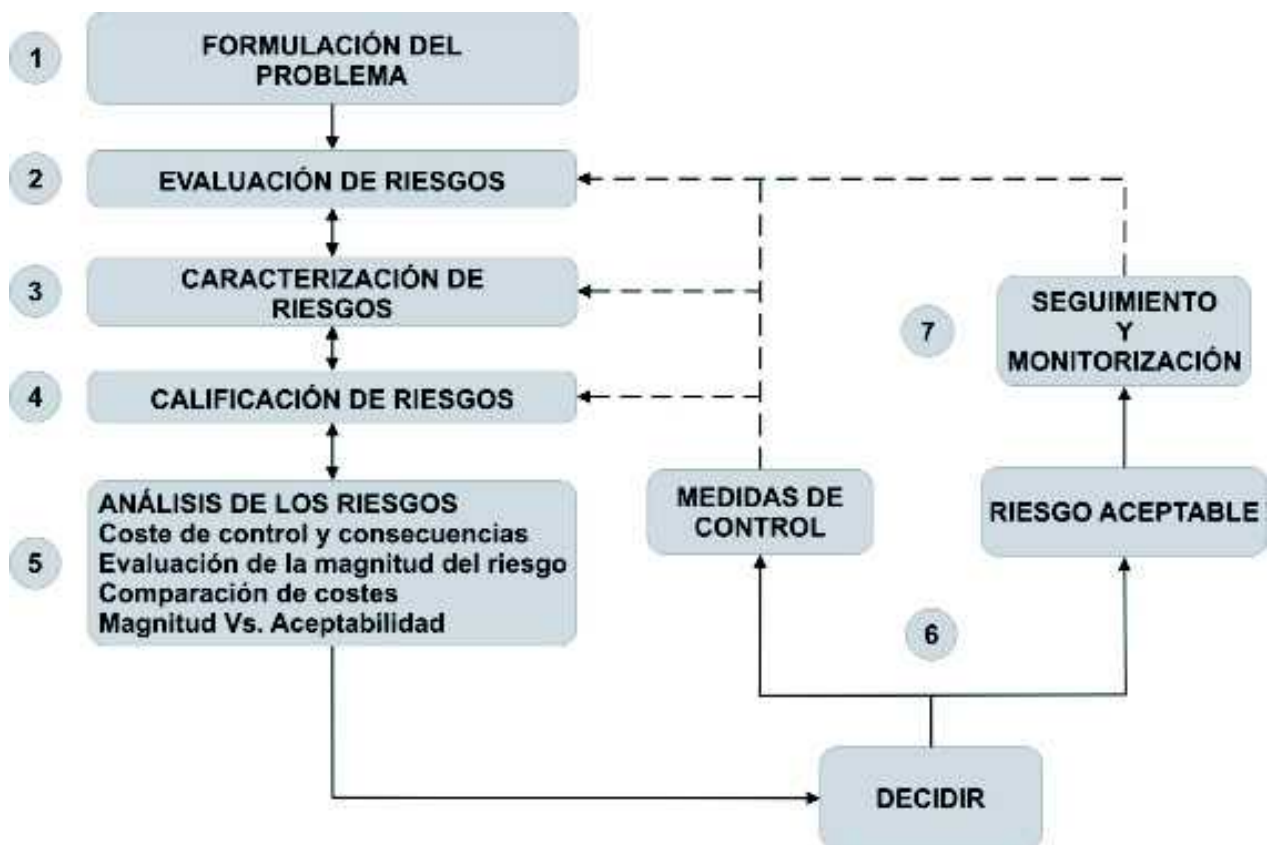 1
FORMULACIÓN DEL
PROBLEMA
2
EVALUACIÓN DE RIESGOS
3
CARACTERIZACIÓN DE
RIESGOS
4
CALIFICACIÓN DE RIESGOS
5
ANÁLISIS DE LOS RIESGOS
Coste de control y consecuencias
Evaluación de la magnitud del riesgo
Comparación de costes
Magnitud Vs. Aceptabilidad
MEDIDAS DE
CONTROL
7
SEGUIMIENTO
Y
MONITORIZACIÓN
RIESGO ACEPTABLE
6
DECIDIR